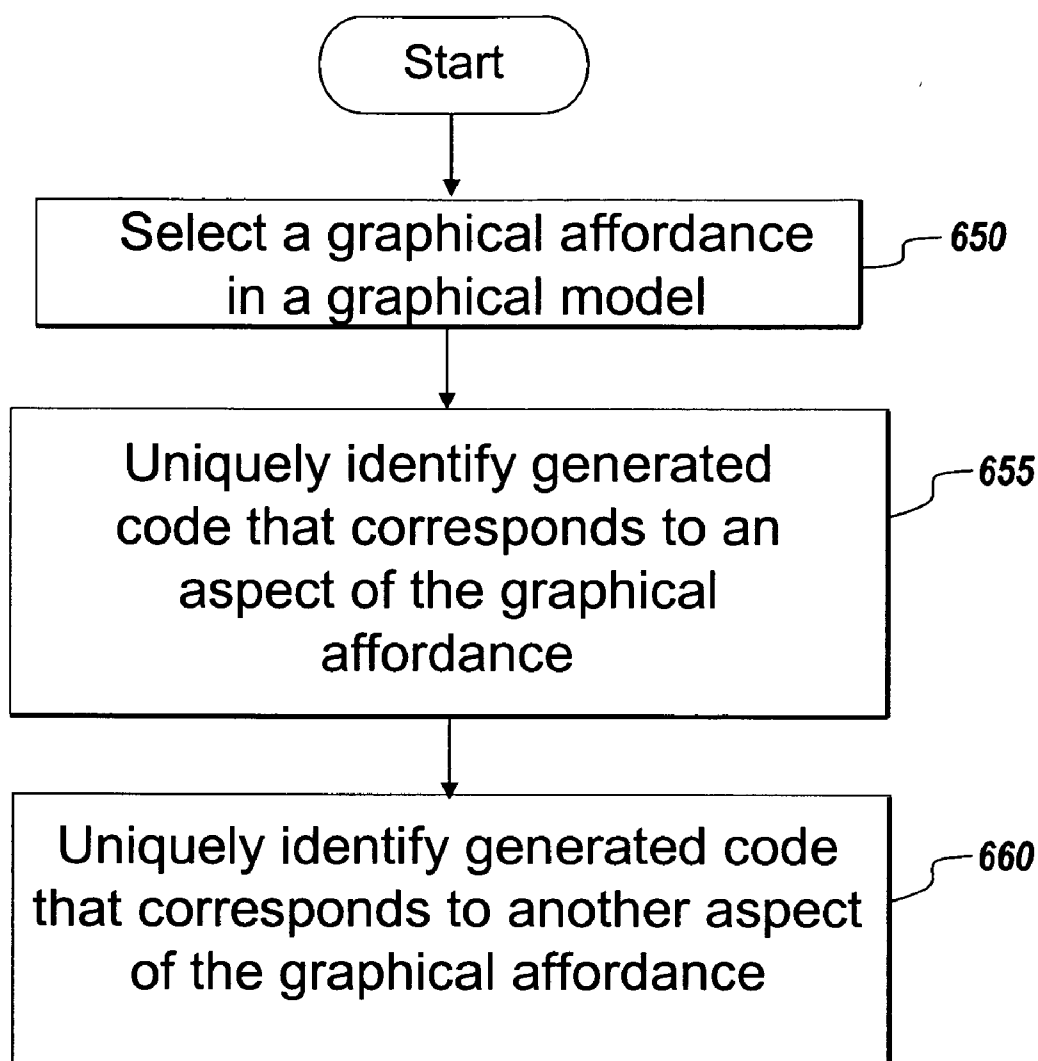 Start
Select a graphical affordance
in a graphical model
650
Uniquely identify generated
code that corresponds to an
aspect of the graphical
affordance
655
Uniquely identify generated code
that corresponds to another aspect
of the graphical affordance
660